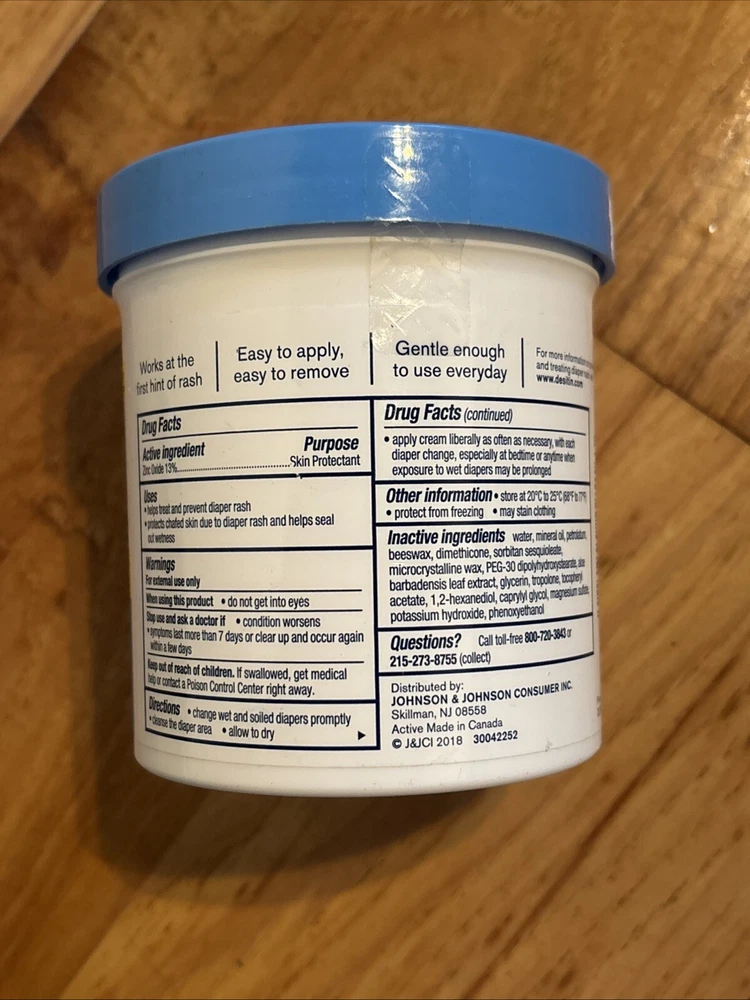 Works at the
first hint of rash
Easy to apply,
easy to remove
Gentle enough
to use everyday
For more information
and treating diaper
www.desitin.com
Drug Facts
Active ingredient Purpose
Zinc Oxide 13%..............................Skin Protectant
Uses
• helps treat and prevent diaper rash
• protects chafed skin due to diaper rash and helps seal
out wetness
Warnings
For external use only
When using this product • do not get into eyes
Stop use and ask a doctor if • condition worsens
• symptoms last more than 7 days or clear up and occur again
within a few days
Keep out of reach of children. If swallowed, get medical
help or contact a Poison Control Center right away.
Directions • change wet and soiled diapers promptly
• cleanse the diaper area • allow to dry
Drug Facts (continued)
• apply cream liberally as often as necessary, with each
diaper change, especially at bedtime or anytime when
exposure to wet diapers may be prolonged
Other information • store at 20°C to 25°C (68°F to 77°F)
• protect from freezing • may stain clothing
Inactive ingredients water, mineral oil, petrolatum,
beeswax, dimethicone, sorbitan sesquioleate,
microcrystalline wax, PEG-30 dipolyhydroxystearate, aloe
barbadensis leaf extract, glycerin, tropolone, tocopheryl
acetate, 1,2-hexanediol, caprylyl glycol, magnesium sulfate,
potassium hydroxide, phenoxyethanol
Questions? Call toll-free 800-720-3843 or
215-273-8755 (collect)
Distributed by:
JOHNSON & JOHNSON CONSUMER INC.
Skillman, NJ 08558
Active Made in Canada
© J&JCI 2018 30042252